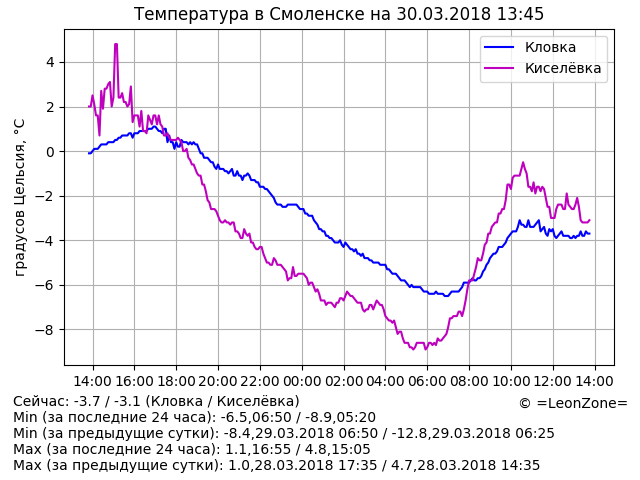 Температура в Смоленске на 30.03.2018 13:45
Кловка
Киселёвка
градусов Цельсия, °C
4
2
0
−2
−4
−6
−8
14:00 16:00 18:00 20:00 22:00 00:00 02:00 04:00 06:00 08:00 10:00 12:00 14:00
Сейчас: -3.7 / -3.1 (Кловка / Киселёвка)
© =LeonZone=
Min (за последние 24 часа): -6.5,06:50 / -8.9,05:20
Min (за предыдущие сутки): -8.4,29.03.2018 06:50 / -12.8,29.03.2018 06:25
Max (за последние 24 часа): 1.1,16:55 / 4.8,15:05
Max (за предыдущие сутки): 1.0,28.03.2018 17:35 / 4.7,28.03.2018 14:35